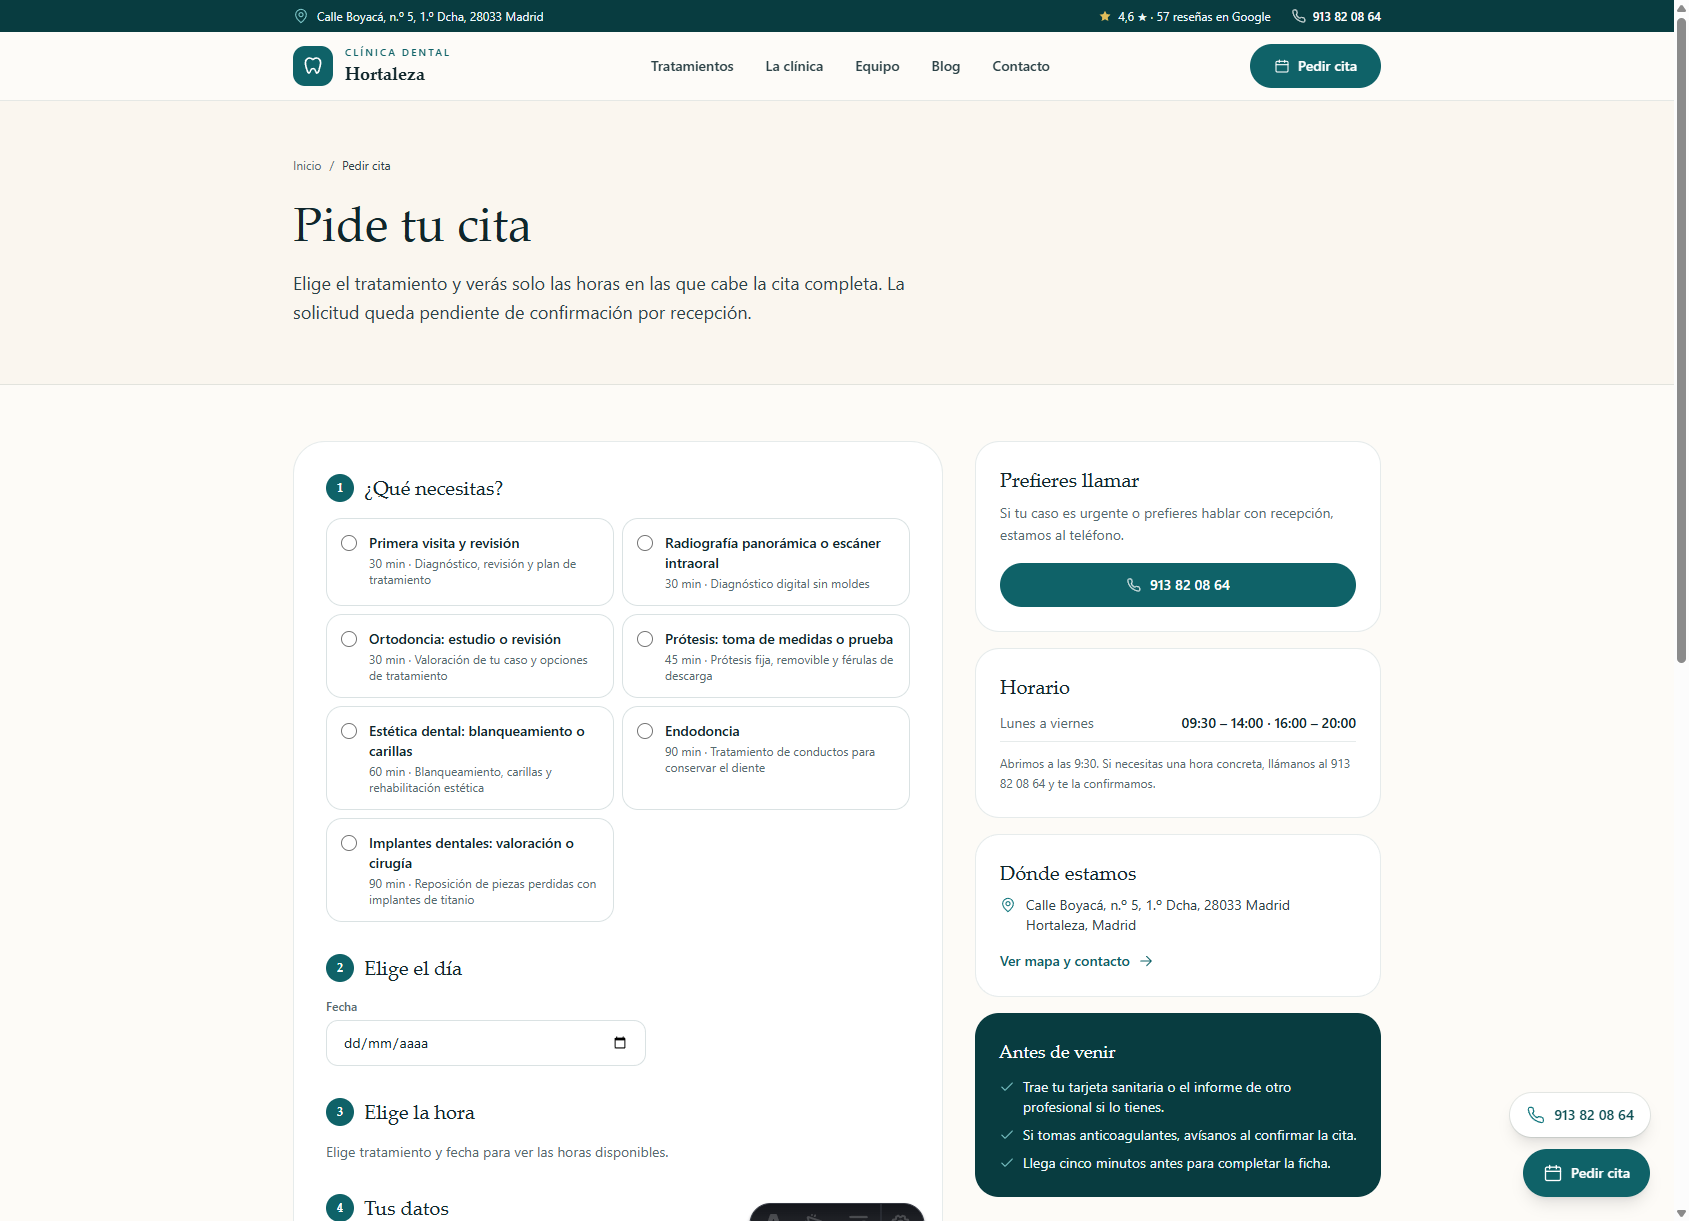 Calle Boyacá, n.º 5, 1.º Dcha, 28033 Madrid
4,6 ★ · 57 reseñas en Google
913 82 08 64
CLÍNICA DENTAL
Hortaleza
Tratamientos
La clínica
Equipo
Blog
Contacto
Pedir cita
Inicio / Pedir cita
Pide tu cita
Elige el tratamiento y verás solo las horas en las que cabe la cita completa. La
solicitud queda pendiente de confirmación por recepción.
1
¿Qué necesitas?
Primera visita y revisión
30 min · Diagnóstico, revisión y plan de
tratamiento
Radiografía panorámica o escáner
intraoral
30 min · Diagnóstico digital sin moldes
Ortodoncia: estudio o revisión
30 min · Valoración de tu caso y opciones
de tratamiento
Prótesis: toma de medidas o prueba
45 min · Prótesis fija, removible y férulas de
descarga
Estética dental: blanqueamiento o
carillas
60 min · Blanqueamiento, carillas y
rehabilitación estética
Endodoncia
90 min · Tratamiento de conductos para
conservar el diente
Implantes dentales: valoración o
cirugía
90 min · Reposición de piezas perdidas con
implantes de titanio
2
Elige el día
Fecha
dd/mm/aaaa
3
Elige la hora
Elige tratamiento y fecha para ver las horas disponibles.
4
Tus datos
Prefieres llamar
Si tu caso es urgente o prefieres hablar con recepción,
estamos al teléfono.
913 82 08 64
Horario
Lunes a viernes
09:30 – 14:00 · 16:00 – 20:00
Abrimos a las 9:30. Si necesitas una hora concreta, llámanos al 913
82 08 64 y te la confirmamos.
Dónde estamos
Calle Boyacá, n.º 5, 1.º Dcha, 28033 Madrid
Hortaleza, Madrid
Ver mapa y contacto
Antes de venir
Trae tu tarjeta sanitaria o el informe de otro
profesional si lo tienes.
Si tomas anticoagulantes, avísanos al confirmar la cita.
Llega cinco minutos antes para completar la ficha.
913 82 08 64
Pedir cita